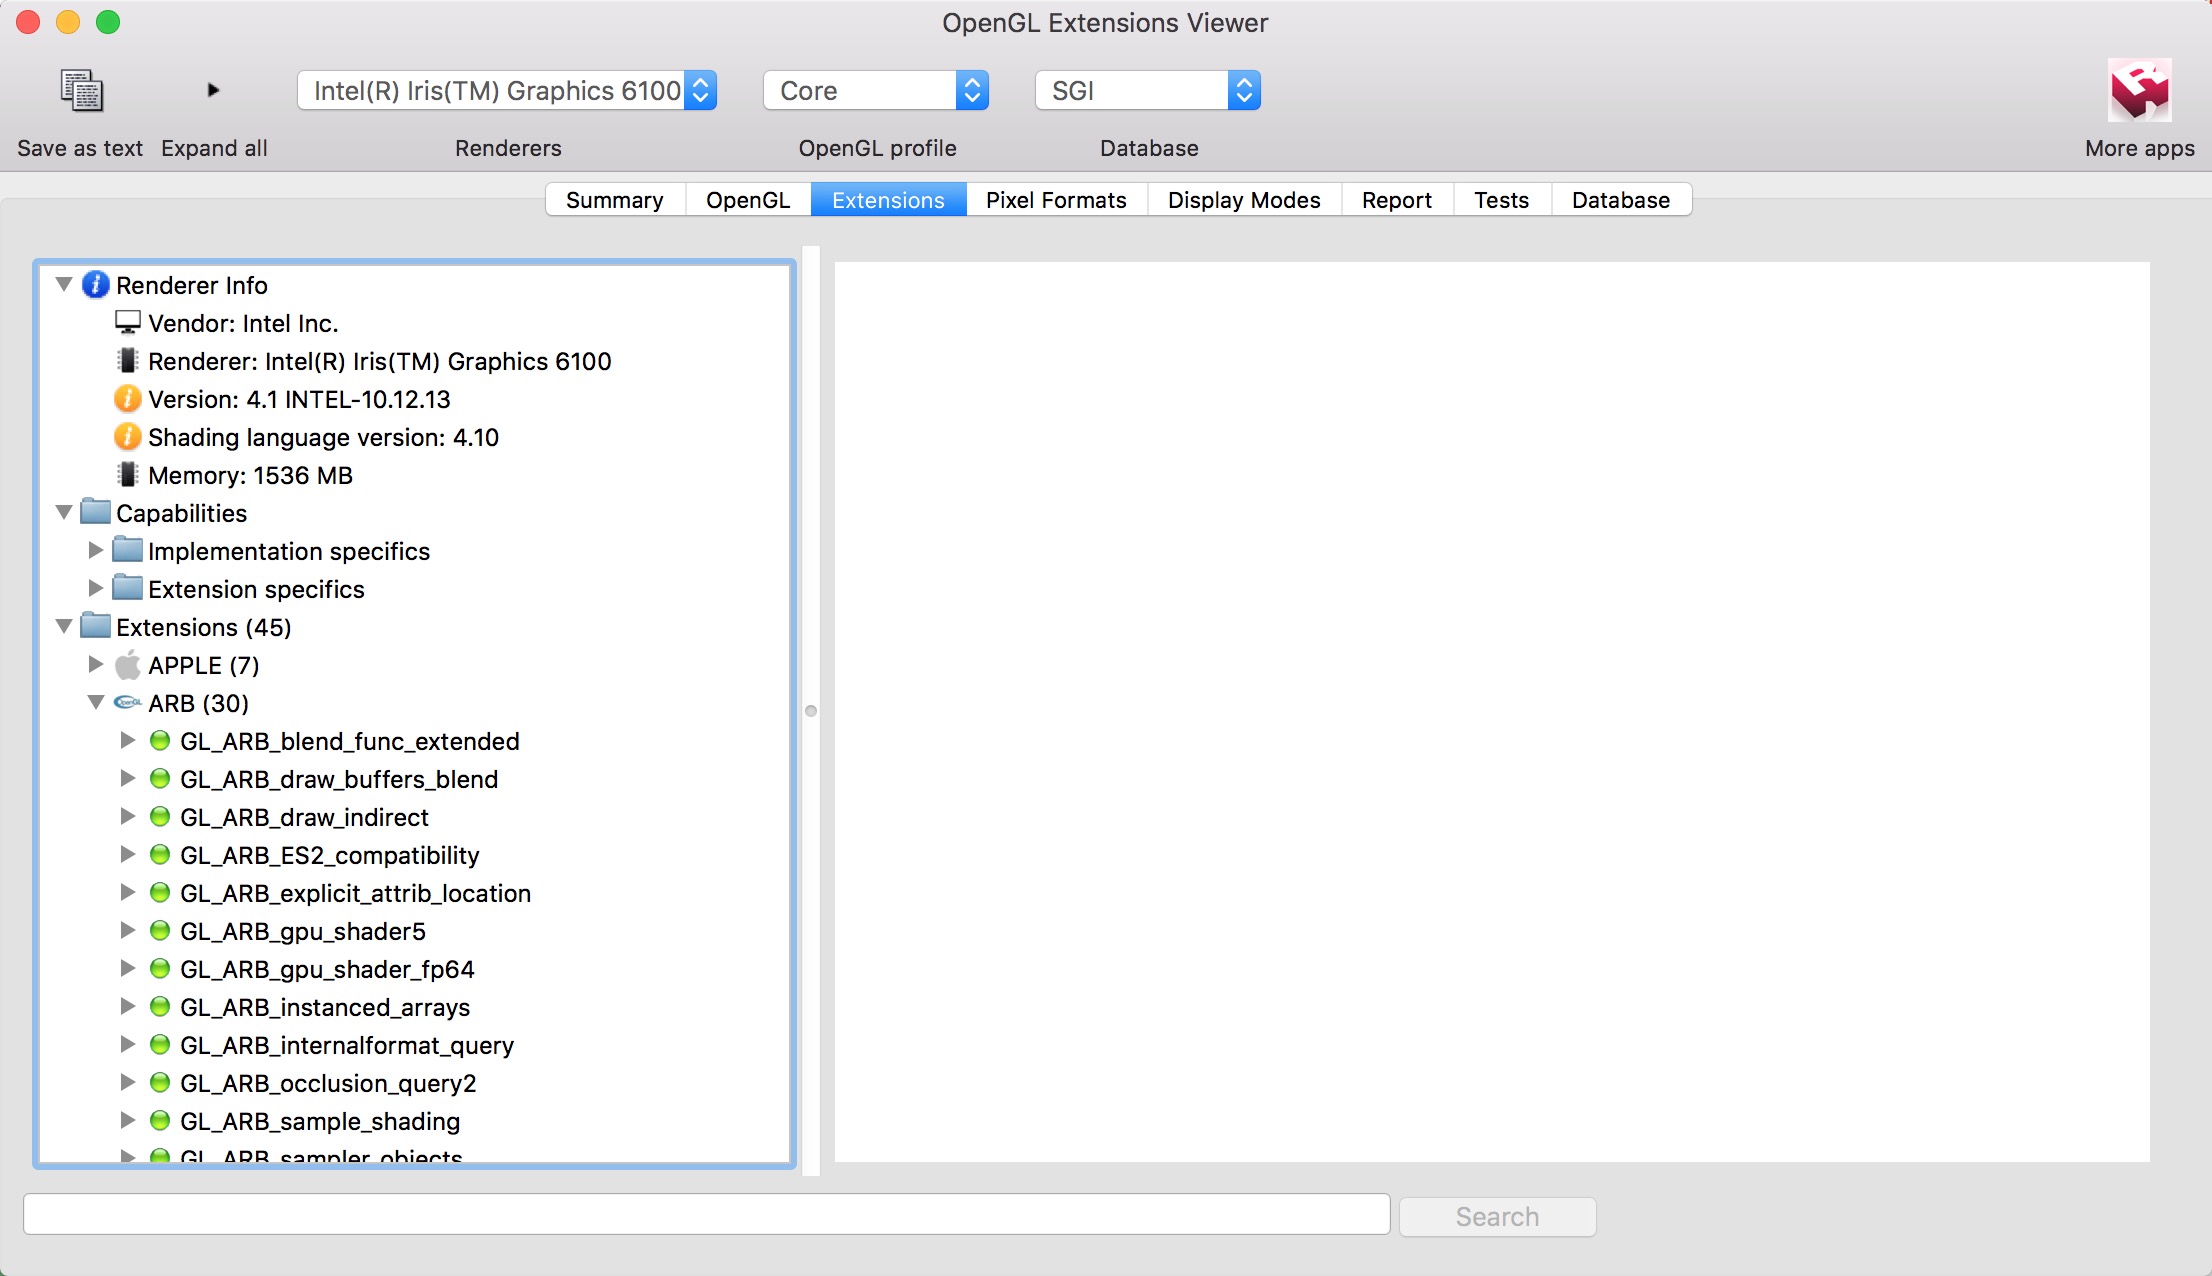 OpenGL Extensions Viewer
Intel(R) Iris(TM) Graphics 6100 Core SGI
Save as text Expand all Renderers OpenGL profile Database More apps
Summary OpenGL Extensions Pixel Formats Display Modes Report Tests Database
Renderer Info
Vendor: Intel Inc.
Renderer: Intel(R) Iris(TM) Graphics 6100
Version: 4.1 INTEL-10.12.13
Shading language version: 4.10
Memory: 1536 MB
Capabilities
Implementation specifics
Extension specifics
Extensions (45)
APPLE (7)
OpenGL ARB (30)
GL_ARB_blend_func_extended
GL_ARB_draw_buffers_blend
GL_ARB_draw_indirect
GL_ARB_ES2_compatibility
GL_ARB_explicit_attrib_location
GL_ARB_gpu_shader5
GL_ARB_gpu_shader_fp64
GL_ARB_instanced_arrays
GL_ARB_internalformat_query
GL_ARB_occlusion_query2
GL_ARB_sample_shading
GL_ARB_sampler_objects
Search